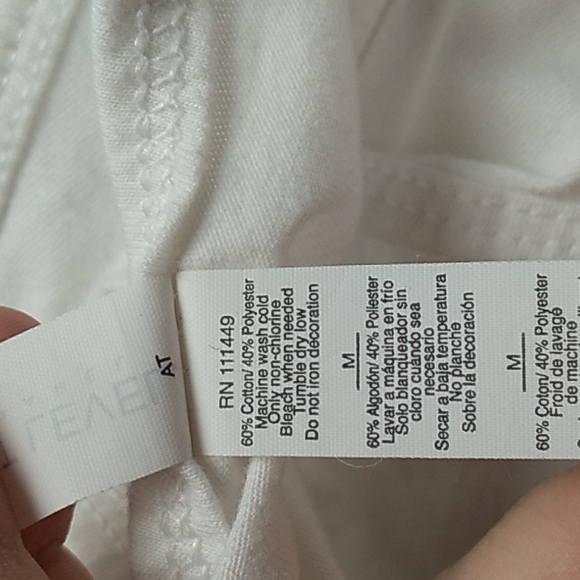 AT
RN 111449
60% Cotton/ 40% Polyester
Machine wash cold
Only non-chlorine
Bleach when needed
Tumble dry low
Do not iron decoration
M
60% Algodón/ 40% Poliester
Lavar a máquina en frío
Solo blanqueador sin
cloro cuando sea
necesario
Secar a baja temperatura
No planche
Sobre la decoración
M
60% Coton/ 40% Polyester
Froid de lavage
de machine